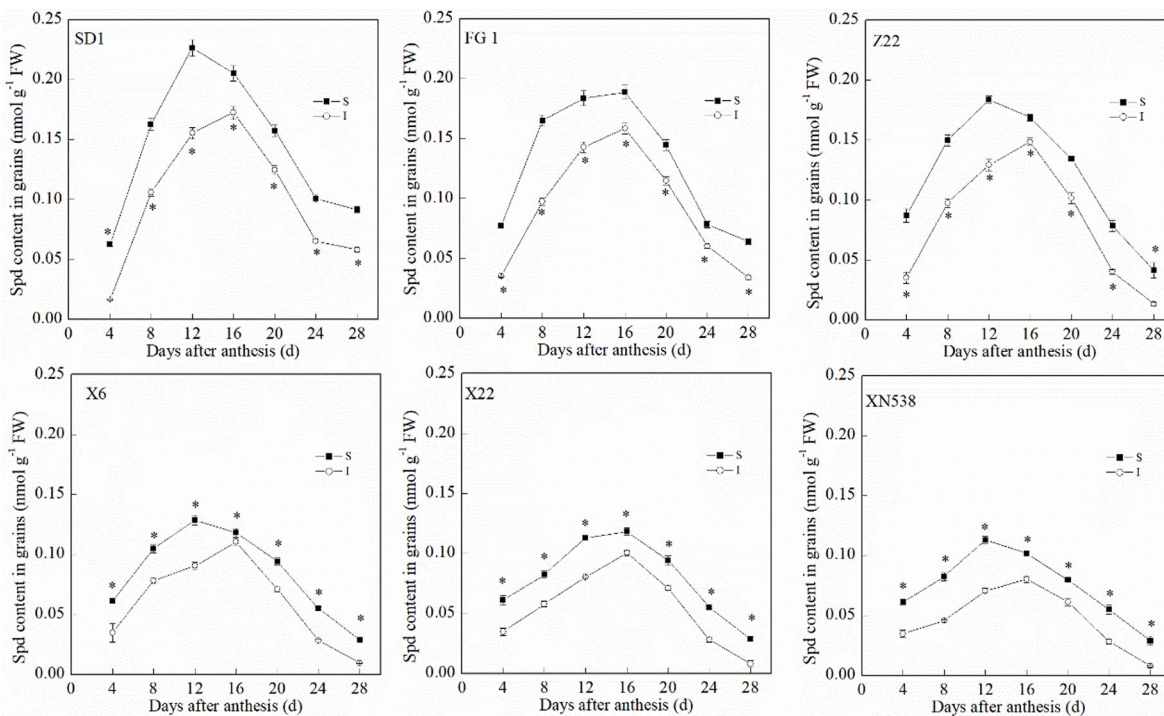 SD1
S
I
*
*
*
*
*
*
*
0.25
0.20
0.15
0.10
0.05
0.00
Spd content in grains (nmol g⁻¹ FW)
0 4 8 12 16 20 24 28
Days after anthesis (d)
FG 1
S
I
*
*
*
*
*
*
*
0.25
0.20
0.15
0.10
0.05
0.00
Spd content in grains (nmol g⁻¹ FW)
0 4 8 12 16 20 24 28
Days after anthesis (d)
Z22
S
I
*
*
*
*
*
*
*
0.25
0.20
0.15
0.10
0.05
0.00
Spd content in grains (nmol g⁻¹ FW)
0 4 8 12 16 20 24 28
Days after anthesis (d)
X6
S
I
*
*
*
*
*
*
*
0.25
0.20
0.15
0.10
0.05
0.00
Spd content in grains (nmol g⁻¹ FW)
0 4 8 12 16 20 24 28
Days after anthesis (d)
X22
S
I
*
*
*
*
*
*
*
0.25
0.20
0.15
0.10
0.05
0.00
Spd content in grains (nmol g⁻¹ FW)
0 4 8 12 16 20 24 28
Days after anthesis (d)
XN538
S
I
*
*
*
*
*
*
*
0.25
0.20
0.15
0.10
0.05
0.00
Spd content in grains (nmol g⁻¹ FW)
0 4 8 12 16 20 24 28
Days after anthesis (d)